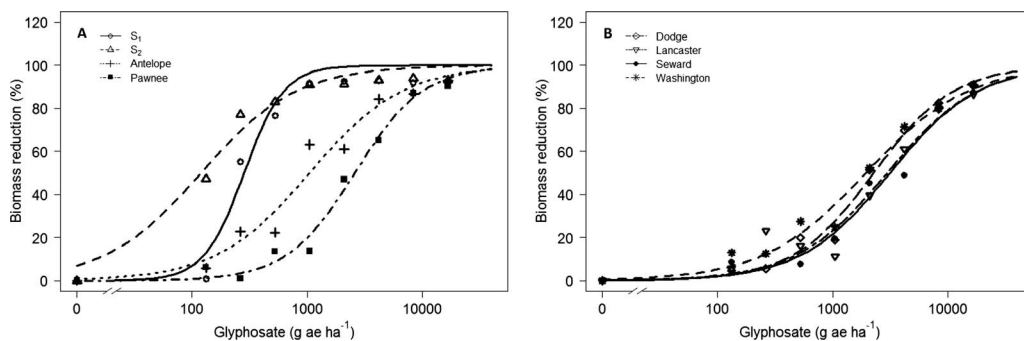 A
S1
S2
Antelope
Pawnee
120
100
80
60
40
20
0
Biomass reduction (%)
0 100 1000 10000
Glyphosate (g ae ha-1)
B
Dodge
Lancaster
Seward
Washington
120
100
80
60
40
20
0
Biomass reduction (%)
0 100 1000 10000
Glyphosate (g ae ha-1)